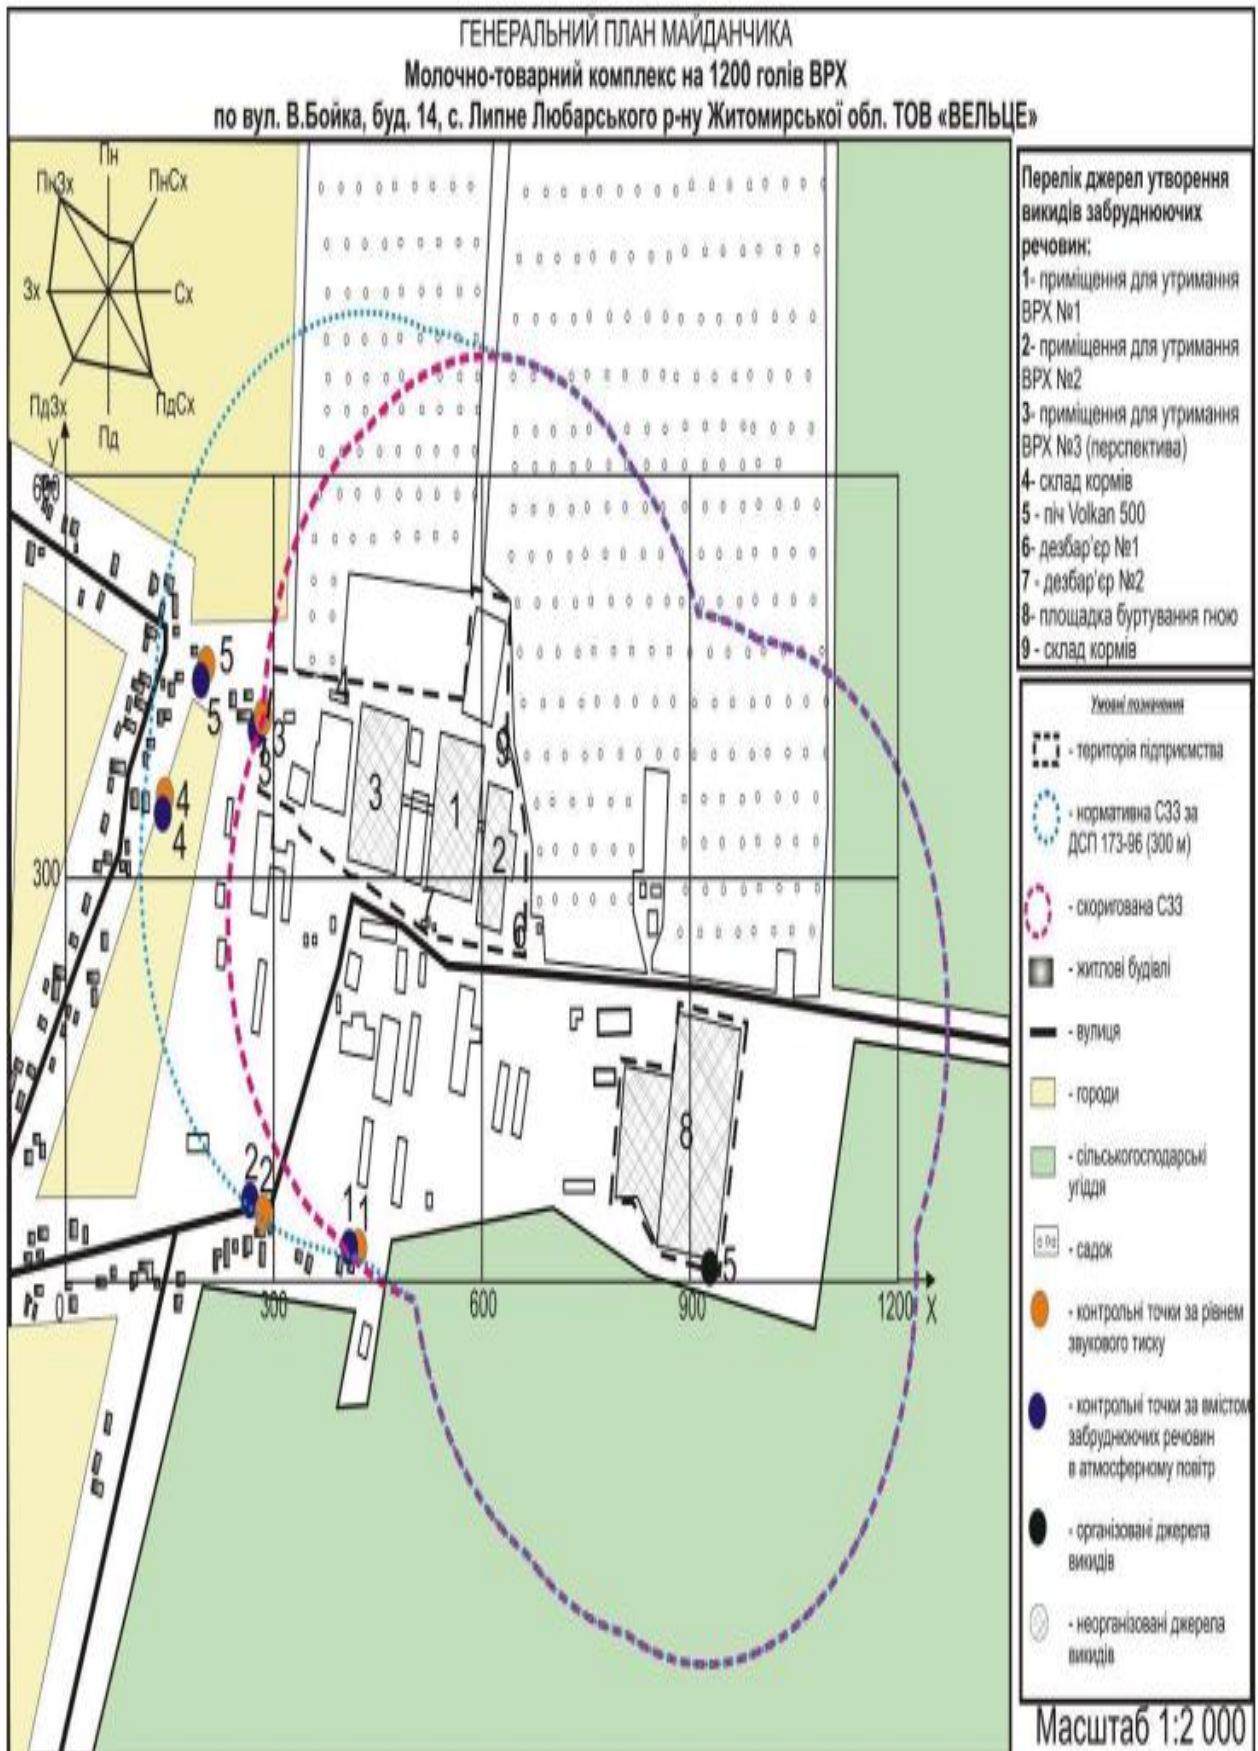 ГЕНЕРАЛЬНИЙ ПЛАН МАЙДАНЧИКА
Молочно-товарний комплекс на 1200 голів ВРХ
по вул. В.Бойка, буд. 14, с. Липне Любарського р-ну Житомирської обл. ТОВ «ВЕЛЬЦЕ»
Пн
ПнЗх
ПнСх
Зх
Сх
ПдЗх
ПдСх
Пд
У
600
5
5
4
3
3
9
3
1
4
4
2
300
4
6
2
2
1
1
8
5
0
300
600
900
1200
Х
Перелік джерел утворення
викидів забруднюючих
речовин:
1- приміщення для утримання
ВРХ №1
2- приміщення для утримання
ВРХ №2
3- приміщення для утримання
ВРХ №3 (перспектива)
4- склад кормів
5 - піч Volkan 500
6- дезбар'єр №1
7 - дезбар'єр №2
8- площадка буртування гною
9 - склад кормів
Умовні позначення
- територія підприємства
- нормативна СЗЗ за
ДСП 173-96 (300 м)
- скоригована СЗЗ
- житлові будівлі
- вулиця
- городи
- сільськогосподарські
угіддя
- садок
- контрольні точки за рівнем
звукового тиску
- контрольні точки за вмістом
забруднюючих речовин
в атмосферному повітр
- організовані джерела
викидів
- неорганізовані джерела
викидів
Масштаб 1:2 000